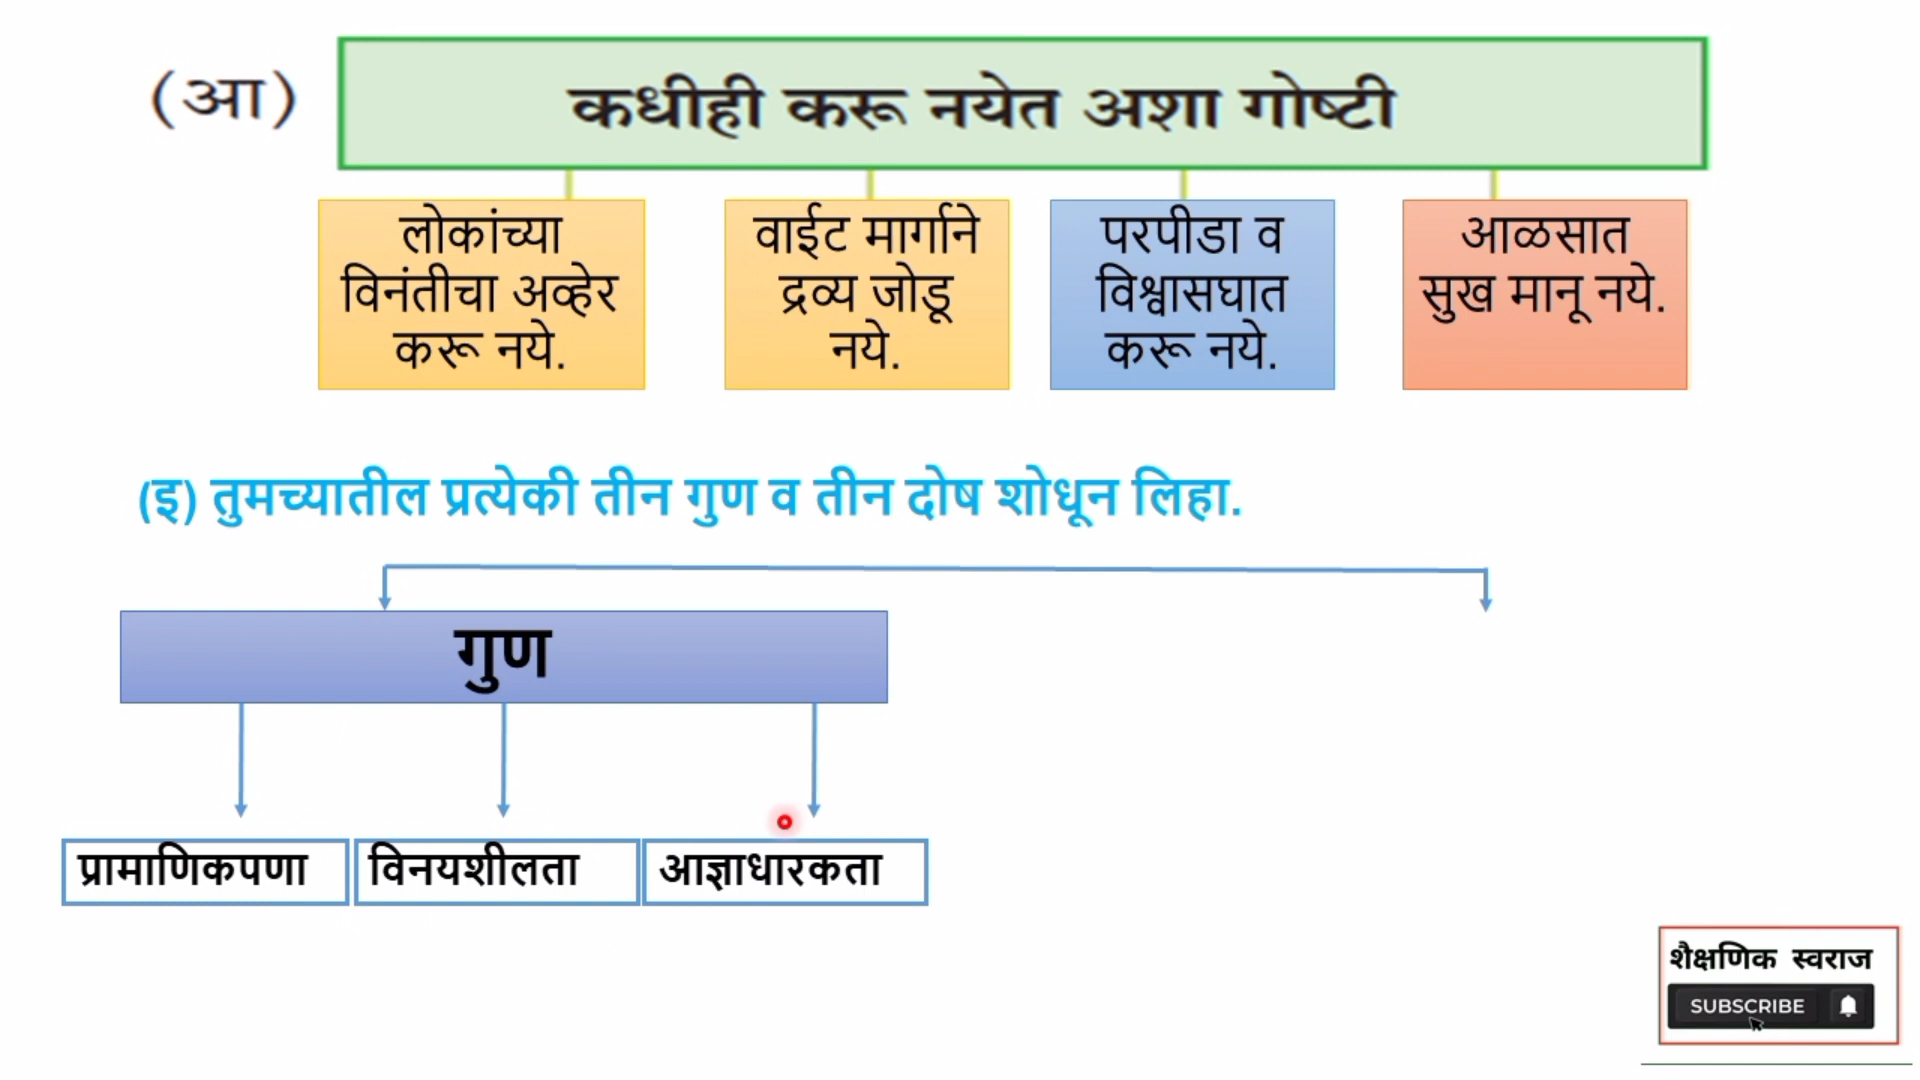 (आ)
कधीही करू नयेत अशा गोष्टी
लोकांच्या
विनंतीचा अव्हेर
करू नये.
वाईट मार्गाने
द्रव्य जोडू
नये.
परपीडा व
विश्वासघात
करू नये.
आळसात
सुख मानू नये.
(इ) तुमच्यातील प्रत्येकी तीन गुण व तीन दोष शोधून लिहा.
गुण
प्रामाणिकपणा
विनयशीलता
आज्ञाधारकता
शैक्षणिक स्वराज
SUBSCRIBE